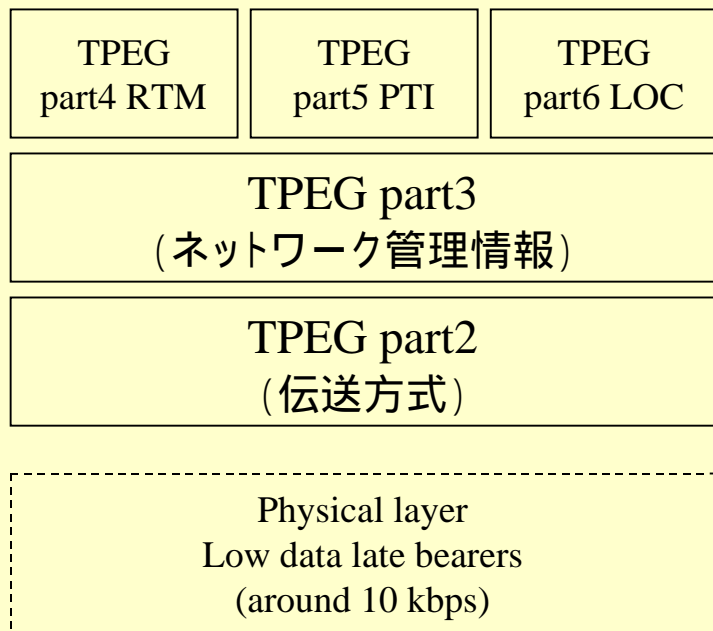 TPEG
part4 RTM
TPEG
part5 PTI
TPEG
part6 LOC
TPEG part3
(ネットワーク管理情報)
TPEG part2
(伝送方式)
Physical layer
Low data late bearers
(around 10 kbps)